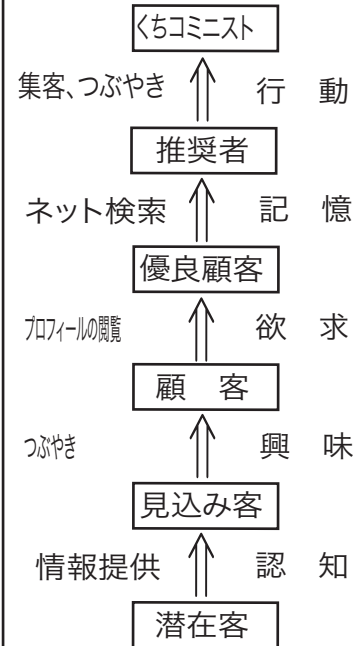 くちコミニスト
集客、つぶやき 行 動
推奨者
ネット検索 記 憶
優良顧客
プロフィールの閲覧 欲 求
顧 客
つぶやき 興 味
見込み客
情報提供 認 知
潜在客